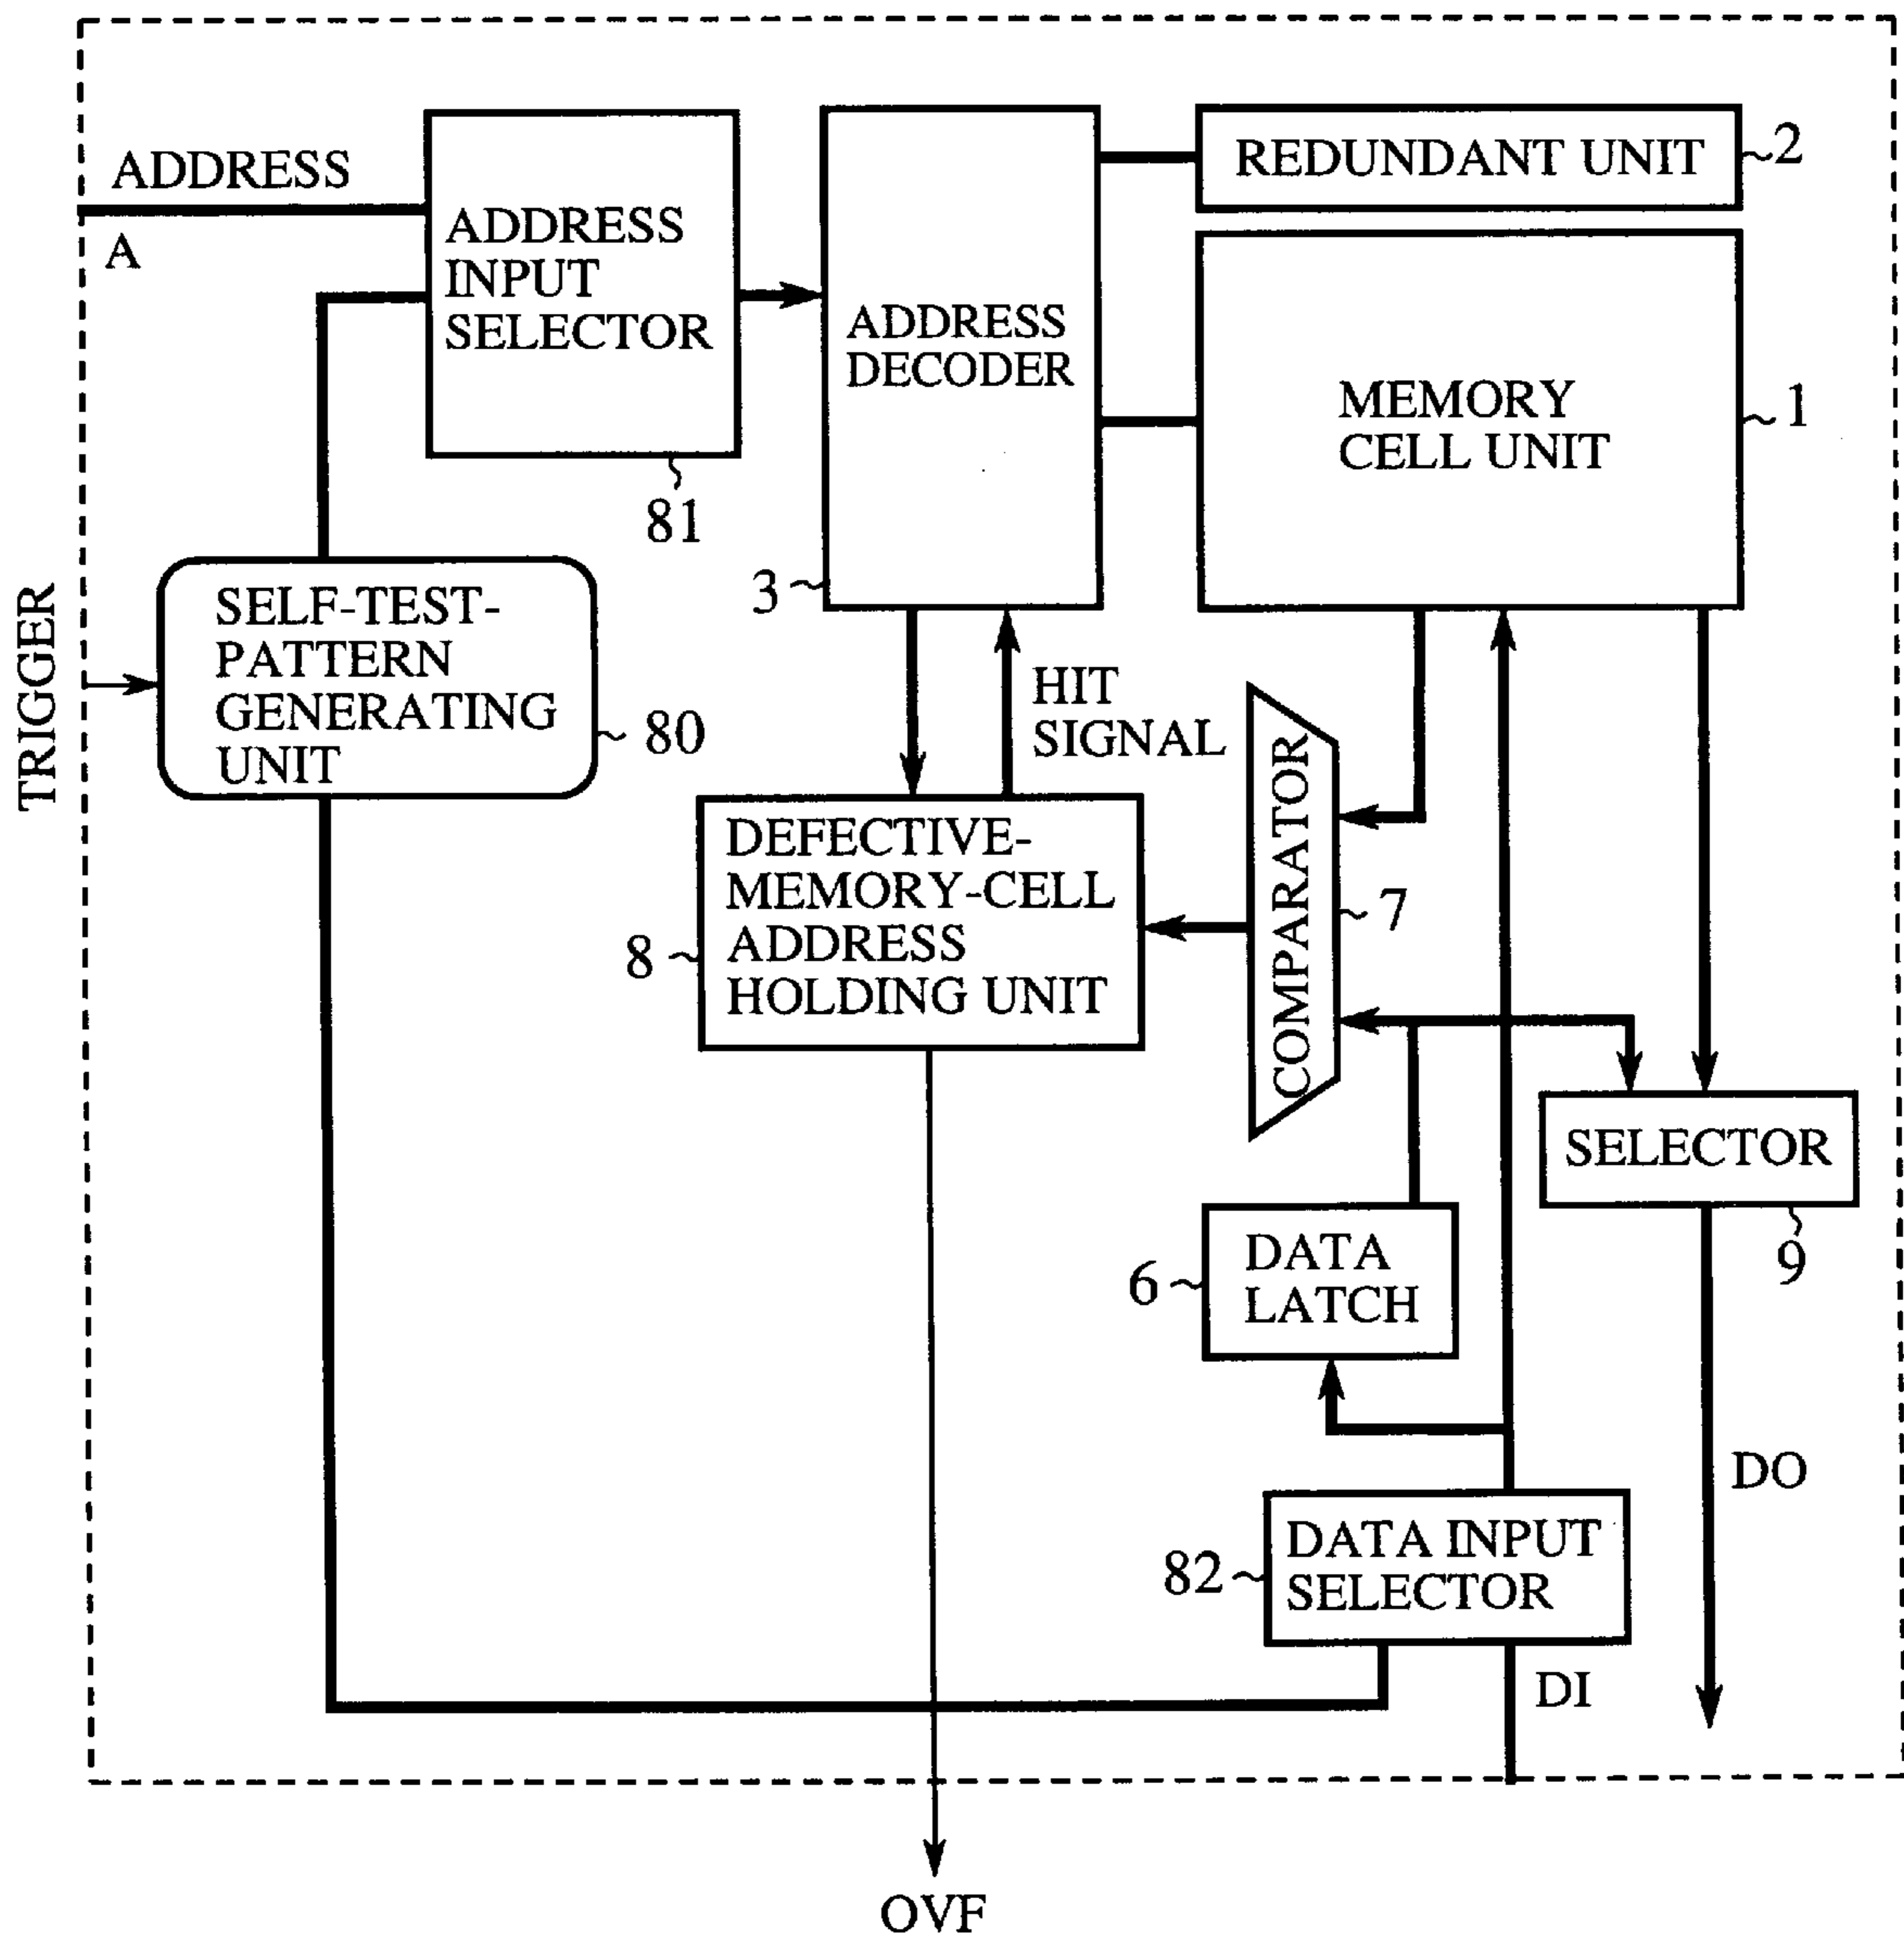 ADDRESS
A
ADDRESS
INPUT
SELECTOR
81
ADDRESS
DECODER
3
REDUNDANT UNIT
2
MEMORY
CELL UNIT
1
TRIGGER
SELF-TEST-
PATTERN
GENERATING
UNIT
80
HIT
SIGNAL
DEFECTIVE-
MEMORY-CELL
ADDRESS
HOLDING UNIT
8
COMPARATOR
7
SELECTOR
9
DATA
LATCH
6
DO
DATA INPUT
SELECTOR
82
DI
OVF